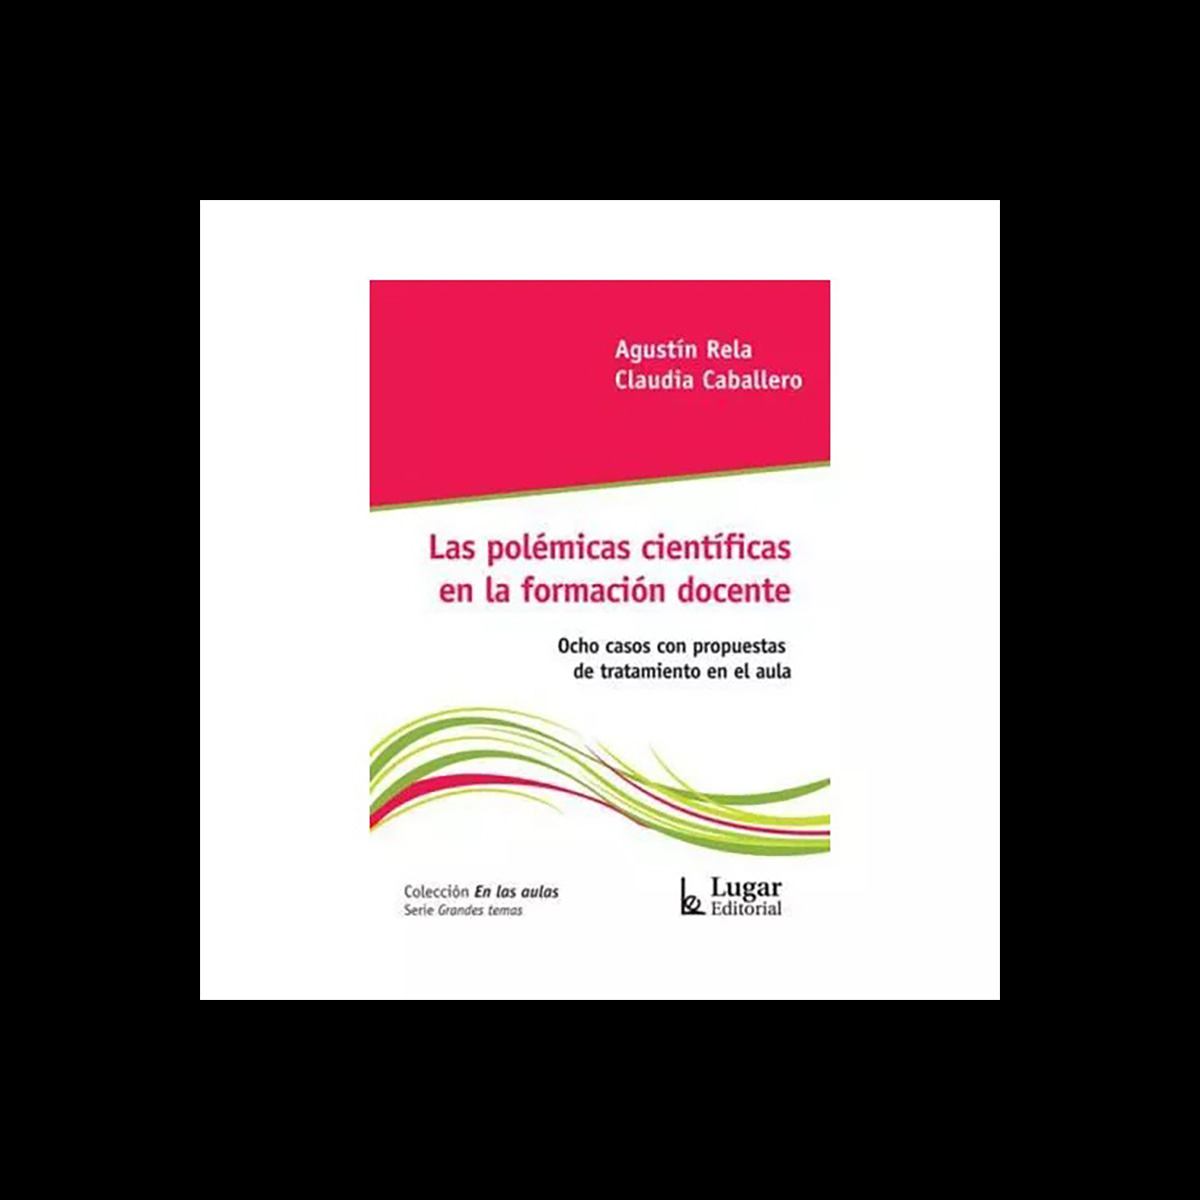 Agustín Rela
Claudia Caballero
Las polémicas científicas
en la formación docente
Ocho casos con propuestas
de tratamiento en el aula
Colección En las aulas
Serie Grandes temas
Lugar
Editorial